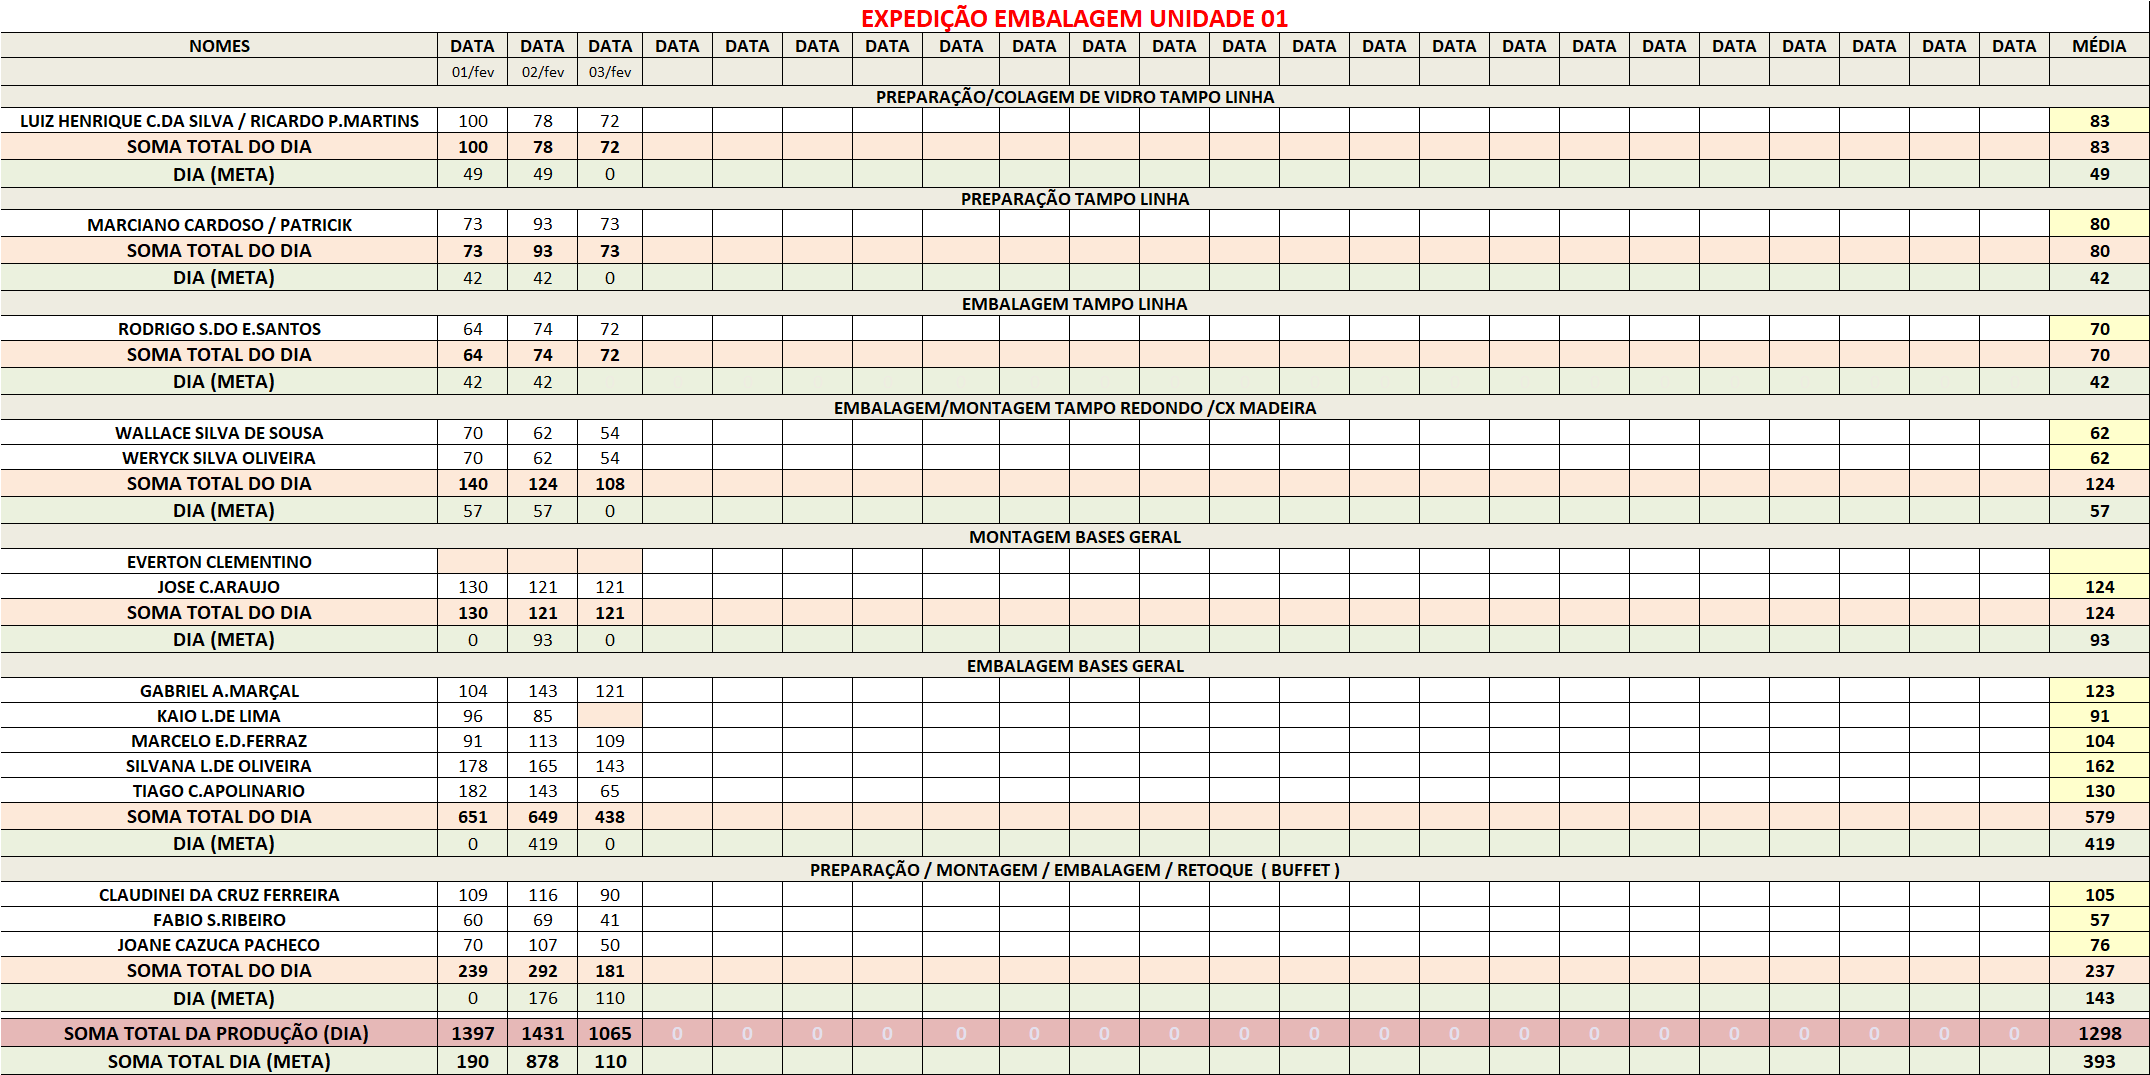 EXPEDIÇÃO EMBALAGEM UNIDADE 01
NOMES DATA DATA DATA DATA DATA DATA DATA DATA DATA DATA DATA DATA DATA DATA DATA DATA DATA DATA DATA DATA DATA DATA DATA MÉDIA
01/fev 02/fev 03/fev
PREPARAÇÃO/COLAGEM DE VIDRO TAMPO LINHA
LUIZ HENRIQUE C.DA SILVA / RICARDO P.MARTINS 100 78 72 83
SOMA TOTAL DO DIA 100 78 72 83
DIA (META) 49 49 0 49
PREPARAÇÃO TAMPO LINHA
MARCIANO CARDOSO / PATRICIK 73 93 73 80
SOMA TOTAL DO DIA 73 93 73 80
DIA (META) 42 42 0 42
EMBALAGEM TAMPO LINHA
RODRIGO S.DO E.SANTOS 64 74 72 70
SOMA TOTAL DO DIA 64 74 72 70
DIA (META) 42 42 42
EMBALAGEM/MONTAGEM TAMPO REDONDO /CX MADEIRA
WALLACE SILVA DE SOUSA 70 62 54 62
WERYCK SILVA OLIVEIRA 70 62 54 62
SOMA TOTAL DO DIA 140 124 108 124
DIA (META) 57 57 0 57
MONTAGEM BASES GERAL
EVERTON CLEMENTINO
JOSE C.ARAUJO 130 121 121 124
SOMA TOTAL DO DIA 130 121 121 124
DIA (META) 0 93 0 93
EMBALAGEM BASES GERAL
GABRIEL A.MARÇAL 104 143 121 123
KAIO L.DE LIMA 96 85 91
MARCELO E.D.FERRAZ 91 113 109 104
SILVANA L.DE OLIVEIRA 178 165 143 162
TIAGO C.APOLINARIO 182 143 65 130
SOMA TOTAL DO DIA 651 649 438 579
DIA (META) 0 419 0 419
PREPARAÇÃO / MONTAGEM / EMBALAGEM / RETOQUE ( BUFFET )
CLAUDINEI DA CRUZ FERREIRA 109 116 90 105
FABIO S.RIBEIRO 60 69 41 57
JOANE CAZUCA PACHECO 70 107 50 76
SOMA TOTAL DO DIA 239 292 181 237
DIA (META) 0 176 110 143
SOMA TOTAL DA PRODUÇÃO (DIA) 1397 1431 1065 0 0 0 0 0 0 0 0 0 0 0 0 0 0 0 0 0 0 0 0 1298
SOMA TOTAL DIA (META) 190 878 110 393